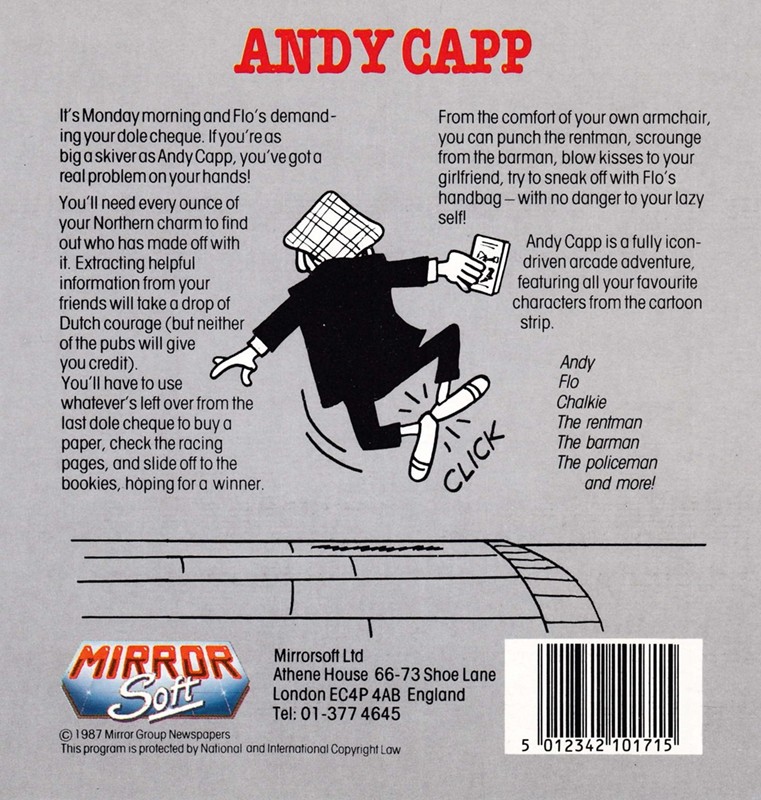 ANDY CAPP
It's Monday morning and Flo's demand-
ing your dole cheque. If you're as
big a skiver as Andy Capp, you've got a
real problem on your hands!
You'll need every ounce of
your Northern charm to find
out who has made off with
it. Extracting helpful
information from your
friends will take a drop of
Dutch courage (but neither
of the pubs will give
you credit).
You'll have to use
whatever's left over from the
last dole cheque to buy a
paper, check the racing
pages, and slide off to the
bookies, hoping for a winner.
From the comfort of your own armchair,
you can punch the rentman, scrounge
from the barman, blow kisses to your
girlfriend, try to sneak off with Flo's
handbag – with no danger to your lazy
self!
Andy Capp is a fully icon-
driven arcade adventure,
featuring all your favourite
characters from the cartoon
strip.
Andy
Flo
Chalkie
The rentman
The barman
The policeman
and more!
CLICK
MIRROR
Soft
Mirrorsoft Ltd
Athene House 66-73 Shoe Lane
London EC4P 4AB England
Tel: 01-377 4645
© 1987 Mirror Group Newspapers
This program is protected by National and International Copyright Law
5 012342 101715